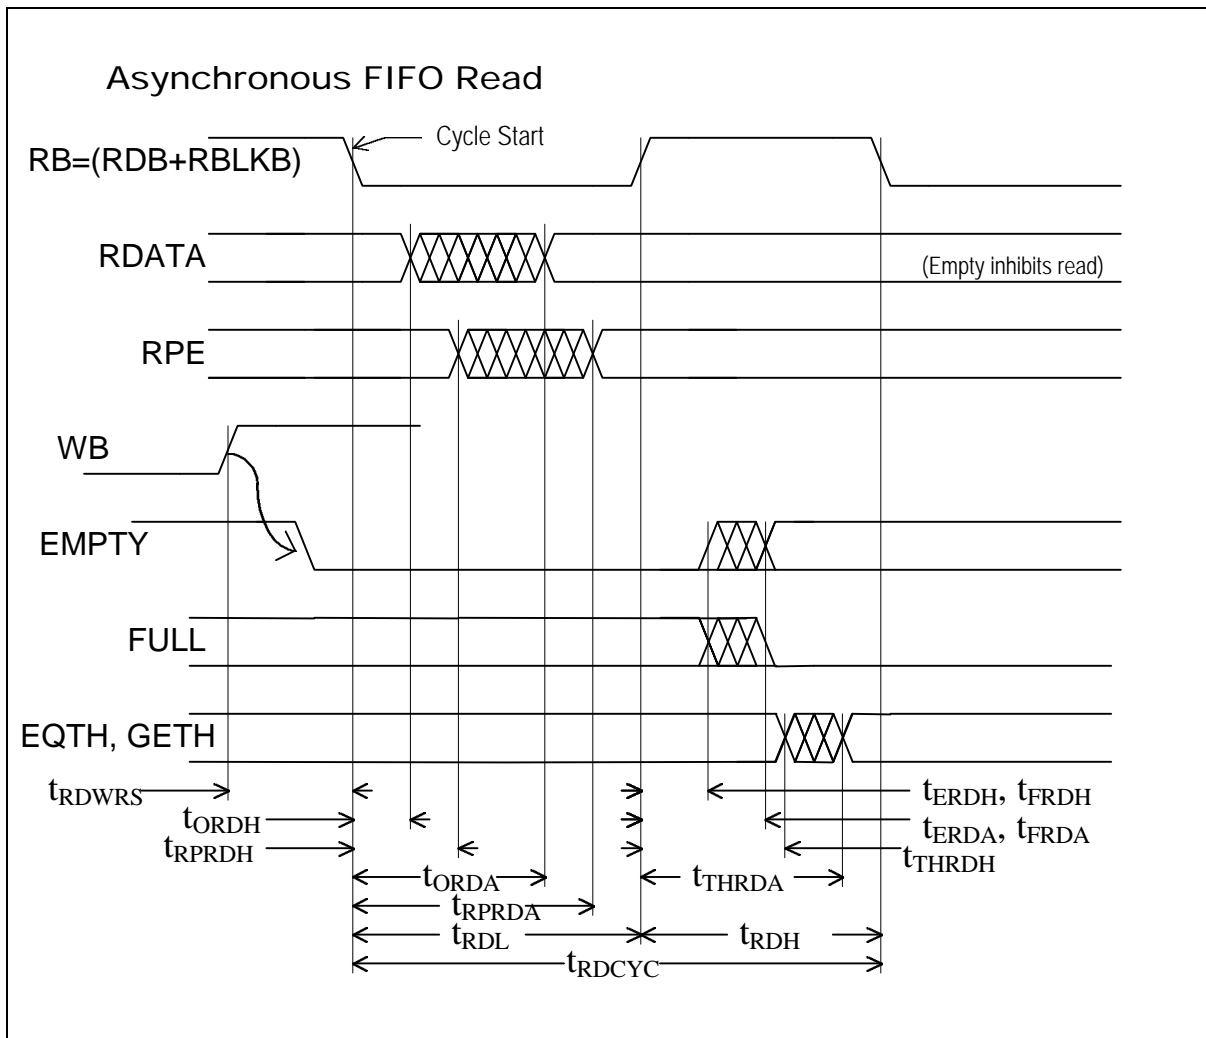 Asynchronous FIFO Read
Cycle Start
RB=(RDB+RBLKB)
RDATA
(Empty inhibits read)
RPE
WB
EMPTY
FULL
EQTH, GETH
tRDWRS
tERDH, tFRDH
tORDH
tERDA, tFRDA
tRPRDH
tTHRDH
tORDA
tTHRDA
tRPRDA
tRDL
tRDH
tRDCYC